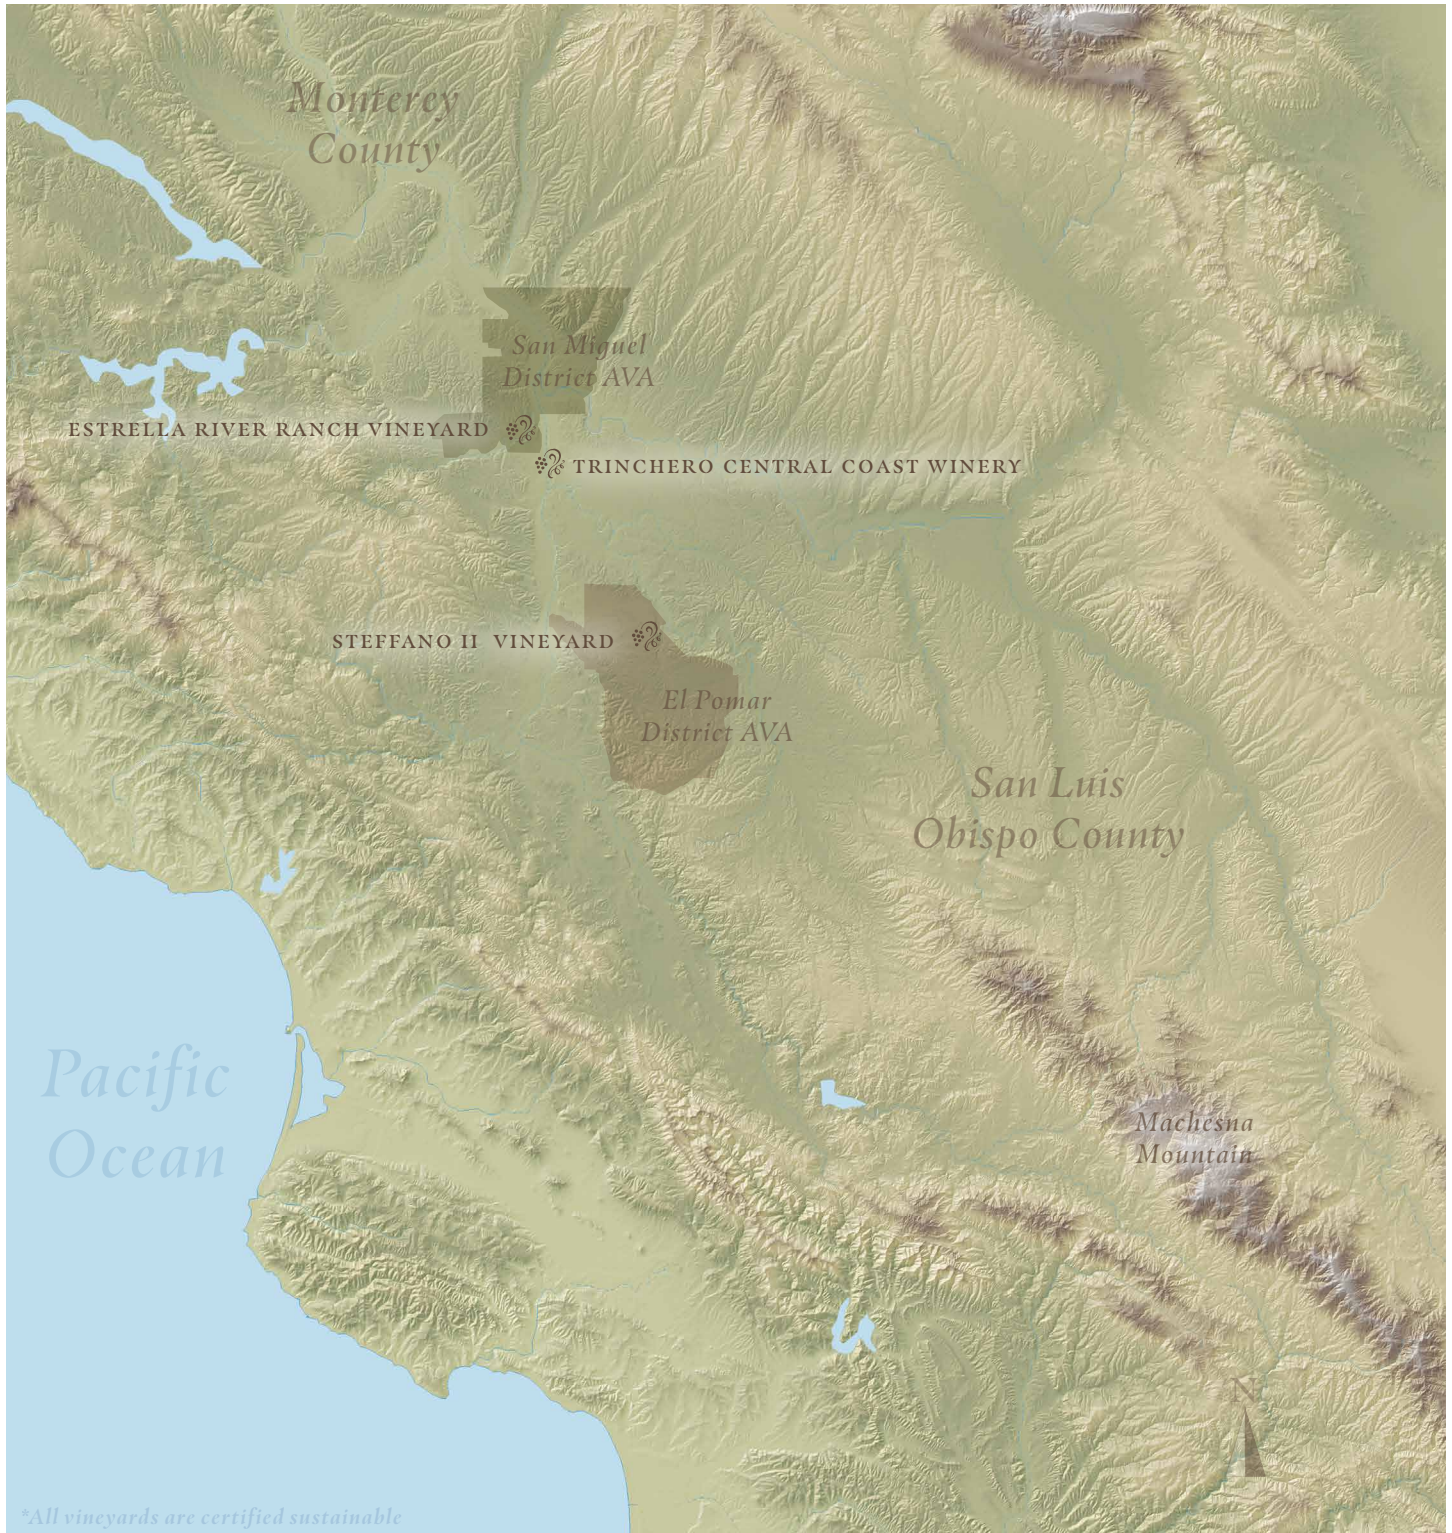 Monterey
County
San Miguel
District AVA
ESTRELLA RIVER RANCH VINEYARD
TRINCHERO CENTRAL COAST WINERY
STEFFANO II VINEYARD
El Pomar
District AVA
San Luis
Obispo County
Pacific
Ocean
Machesna
Mountain
N
*All vineyards are certified sustainable